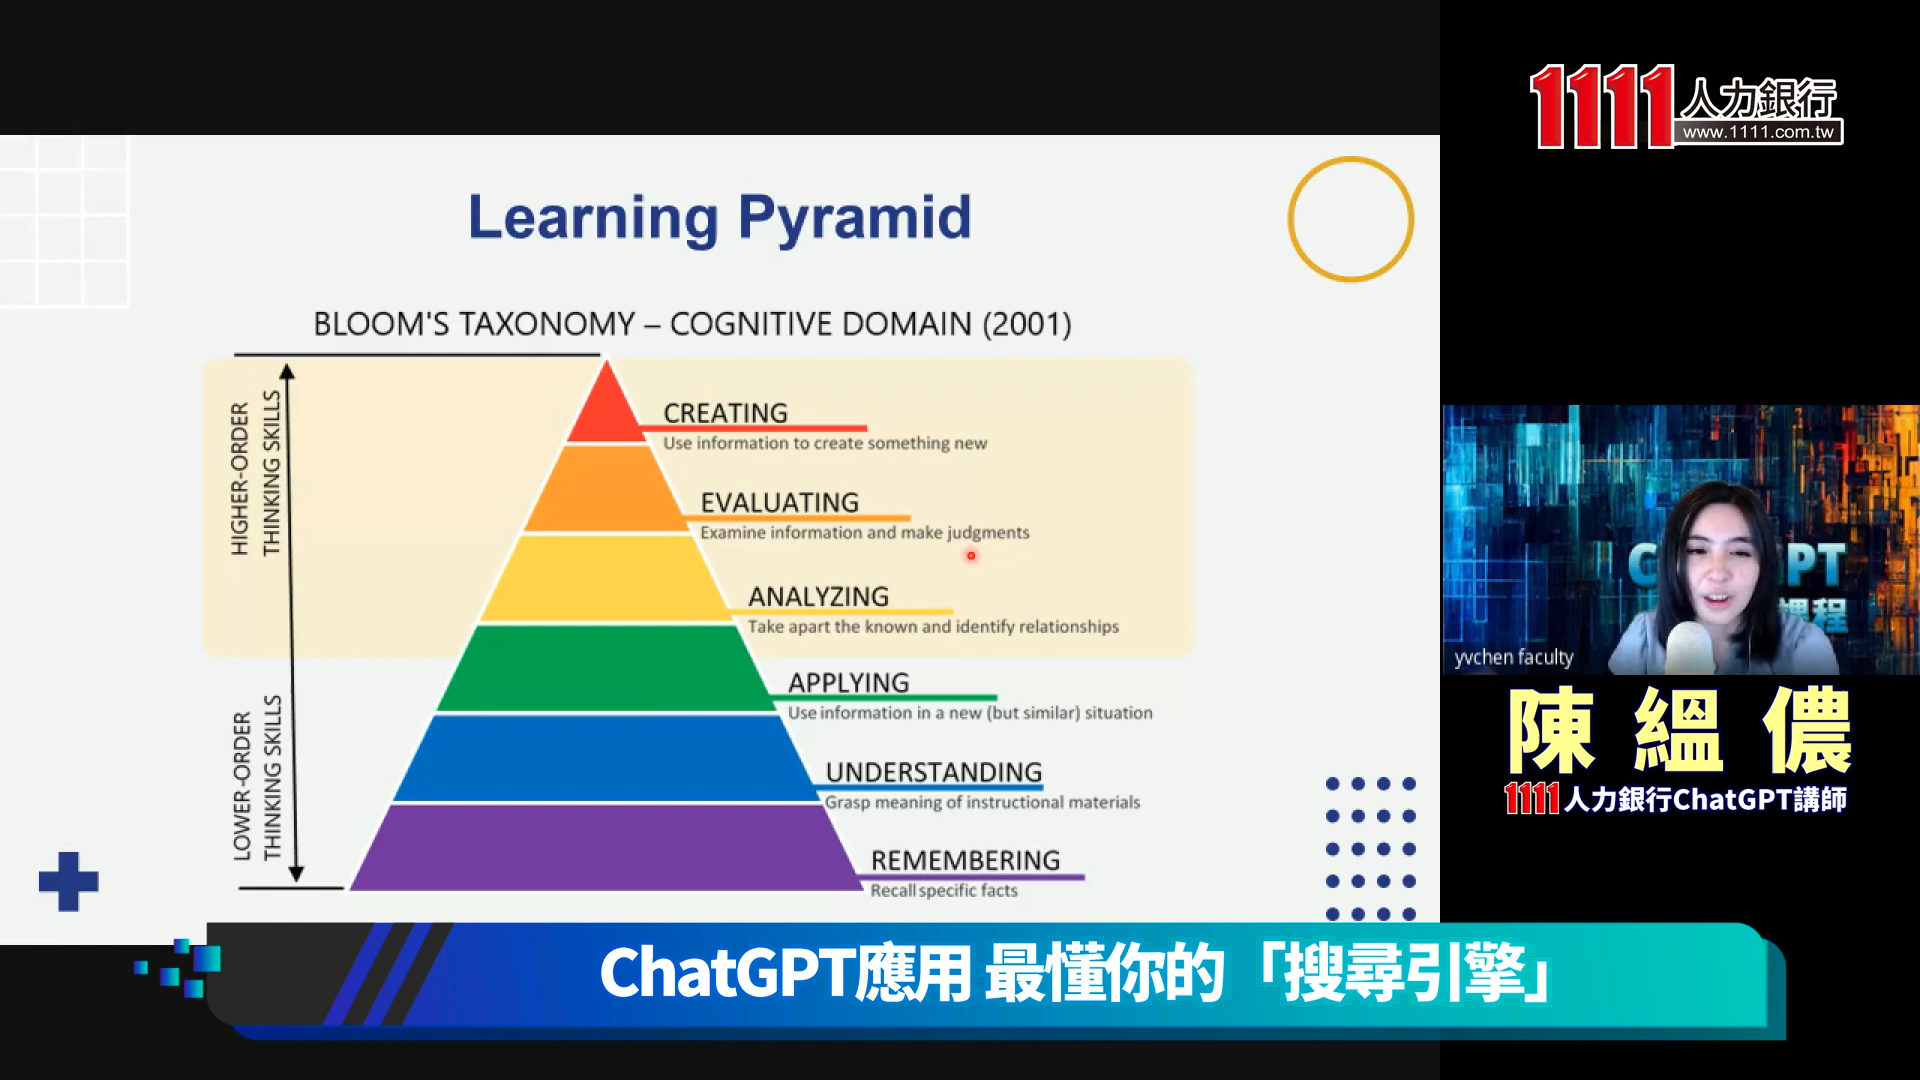 Learning Pyramid
BLOOM'S TAXONOMY – COGNITIVE DOMAIN (2001)
HIGHER-ORDER
THINKING SKILLS
CREATING
Use information to create something new
EVALUATING
Examine information and make judgments
ANALYZING
Take apart the known and identify relationships
LOWER-ORDER
THINKING SKILLS
APPLYING
Use information in a new (but similar) situation
UNDERSTANDING
Grasp meaning of instructional materials
REMEMBERING
Recall specific facts
1111人力銀行
www.1111.com.tw
PT
課程
yvchen faculty
陳縕儂
1111人力銀行ChatGPT講師
ChatGPT應用 最懂你的「搜尋引擎」